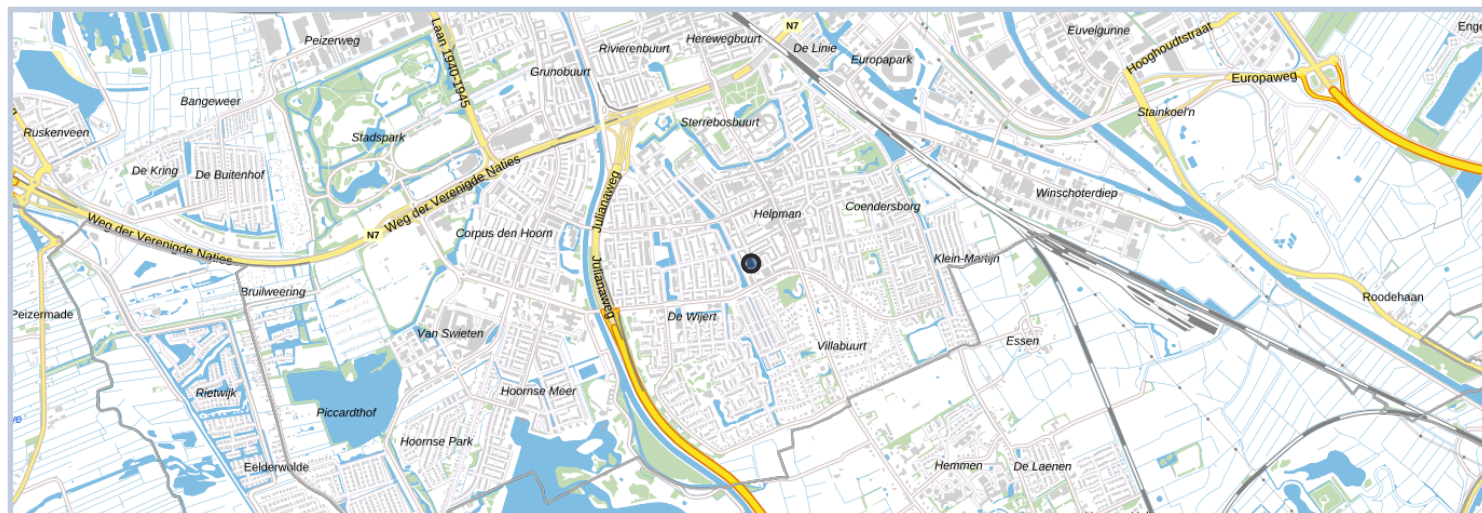 Enge
N7
Peizerweg
Laan 1940-1945
Rivierenbuurt
Herewegbuurt
De Linie
Euvelgunne
Hooghoudtstraat
Europapark
Grunobuurt
Europaweg
Bangeweer
Stainkoel'n
Ruskenveen
Stadspark
Sterrebosbuurt
De Kring
De Buitenhof
Weg der Verenigde Naties
Winschoterdiep
Julianaweg
Coendersborg
Helpman
Weg der Verenigde Naties
N7
Corpus den Hoorn
Klein-Martijn
Julianaweg
Bruilweering
Roodehaan
Peizermade
De Wijert
Van Swieten
Villabuurt
Essen
Rietwijk
Hoornse Meer
Piccardthof
Hoornse Park
Eelderwolde
Hemmen
De Laenen